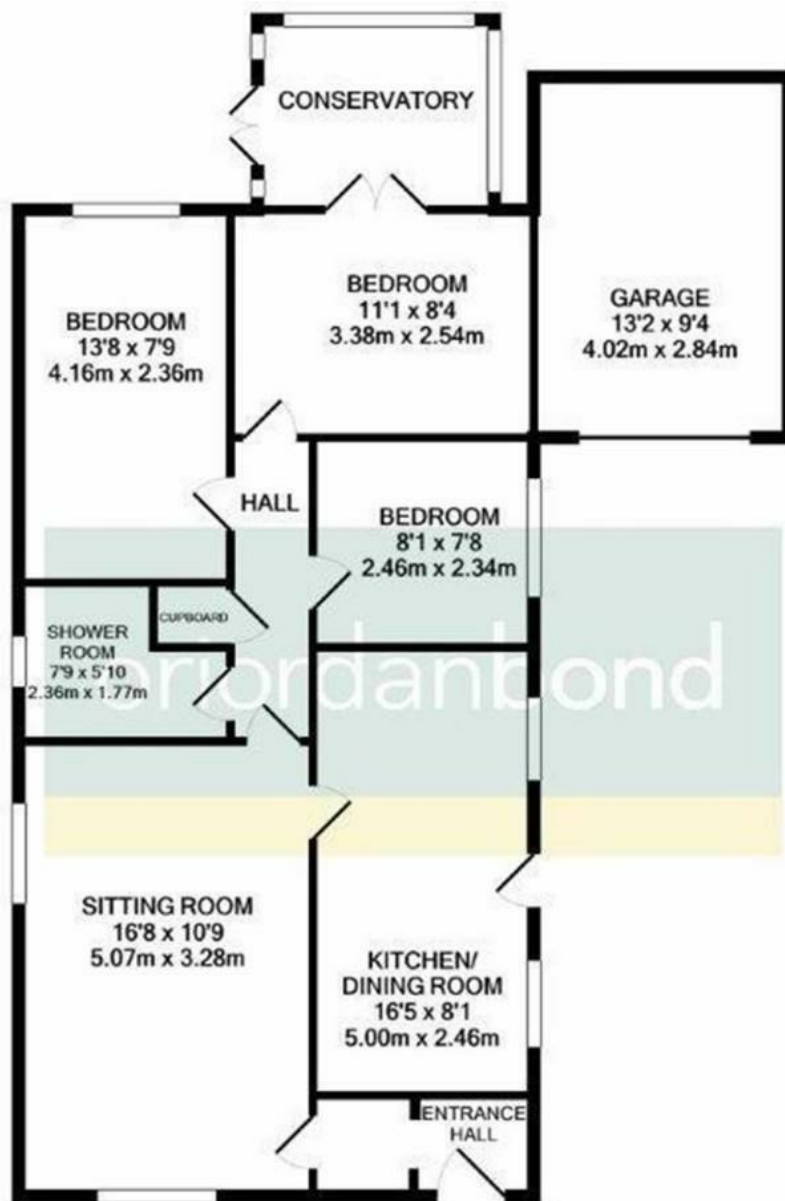 CONSERVATORY
BEDROOM
11'1 x 8'4
3.38m x 2.54m
GARAGE
13'2 x 9'4
4.02m x 2.84m
BEDROOM
13'8 x 7'9
4.16m x 2.36m
HALL
BEDROOM
8'1 x 7'8
2.46m x 2.34m
CUPBOARD
SHOWER
ROOM
7'9 x 5'10
2.36m x 1.77m
oriordanbond
SITTING ROOM
16'8 x 10'9
5.07m x 3.28m
KITCHEN/
DINING ROOM
16'5 x 8'1
5.00m x 2.46m
ENTRANCE
HALL